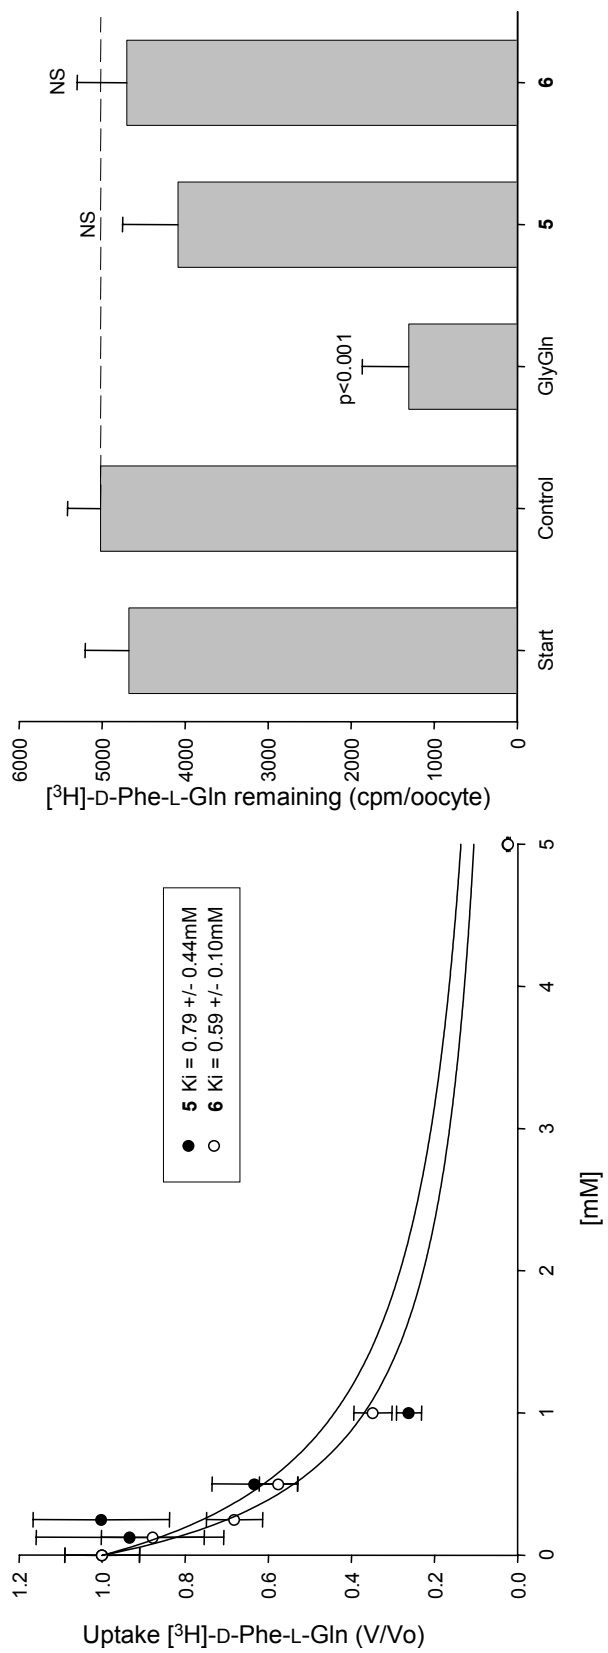 Uptake [³H]-D-Phe-L-Gln (V/Vo)
1.2
1.0
0.8
0.6
0.4
0.2
0.0
0 1 2 3 4 5
[mM]
5 Ki = 0.79 +/- 0.44mM
6 Ki = 0.59 +/- 0.10mM
[³H]-D-Phe-L-Gln remaining (cpm/oocyte)
6000
5000
4000
3000
2000
1000
0
NS NS
p<0.001
Start Control GlyGln 5 6